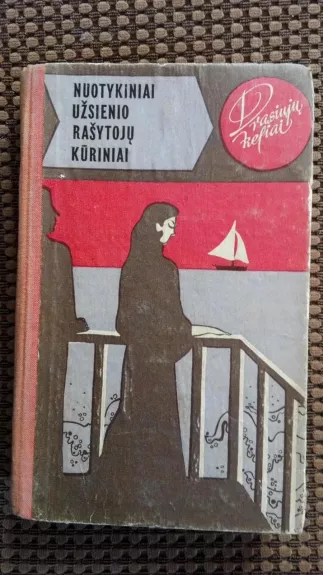 NUOTYKINIAI
UŽSIENIO
RAŠYTOJŲ
KŪRINIAI
Drąsiųjų
keliai